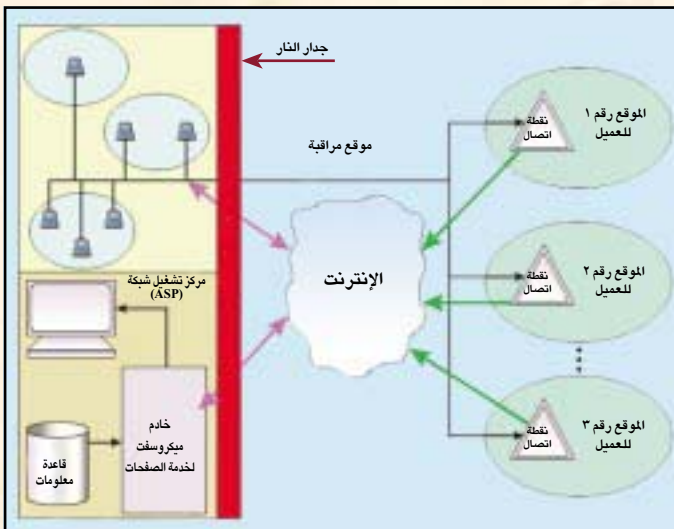 جدار النار
موقع مراقبة
الموقع رقم ١
للعميل
نقطة
اتصال
الإنترنت
الموقع رقم ٢
للعميل
نقطة
اتصال
مركز تشغيل شبكة
(ASP)
الموقع رقم ٣
للعميل
نقطة
اتصال
خادم
ميكروسفت
لخدمة الصفحات
قاعدة
معلومات